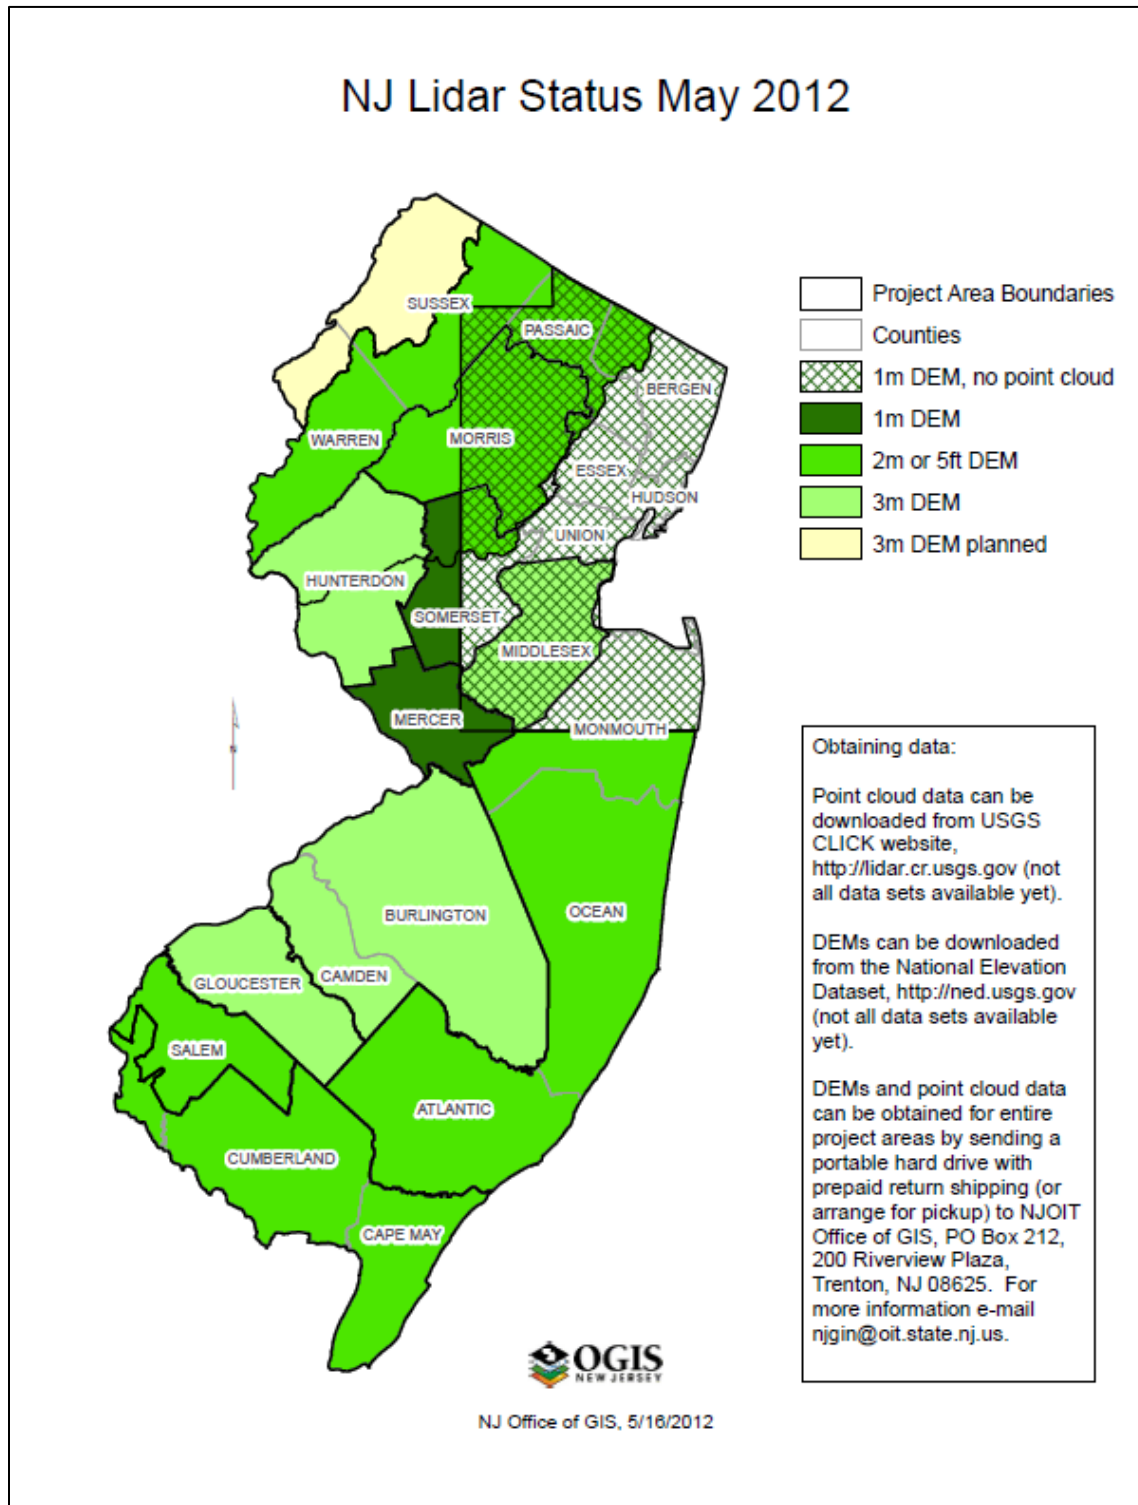 NJ Lidar Status May 2012
SUSSEX
PASSAIC
BERGEN
WARREN
MORRIS
ESSEX
HUDSON
UNION
HUNTERDON
SOMERSET
MIDDLESEX
MERCER
MONMOUTH
BURLINGTON
OCEAN
CAMDEN
GLOUCESTER
SALEM
ATLANTIC
CUMBERLAND
CAPE MAY
N
Project Area Boundaries
Counties
1m DEM, no point cloud
1m DEM
2m or 5ft DEM
3m DEM
3m DEM planned
Obtaining data:
Point cloud data can be
downloaded from USGS
CLICK website,
http://lidar.cr.usgs.gov (not
all data sets available yet).
DEMs can be downloaded
from the National Elevation
Dataset, http://ned.usgs.gov
(not all data sets available
yet).
DEMs and point cloud data
can be obtained for entire
project areas by sending a
portable hard drive with
prepaid return shipping (or
arrange for pickup) to NJOIT
Office of GIS, PO Box 212,
200 Riverview Plaza,
Trenton, NJ 08625.  For
more information e-mail
njgin@oit.state.nj.us.
OGIS
NEW JERSEY
NJ Office of GIS, 5/16/2012